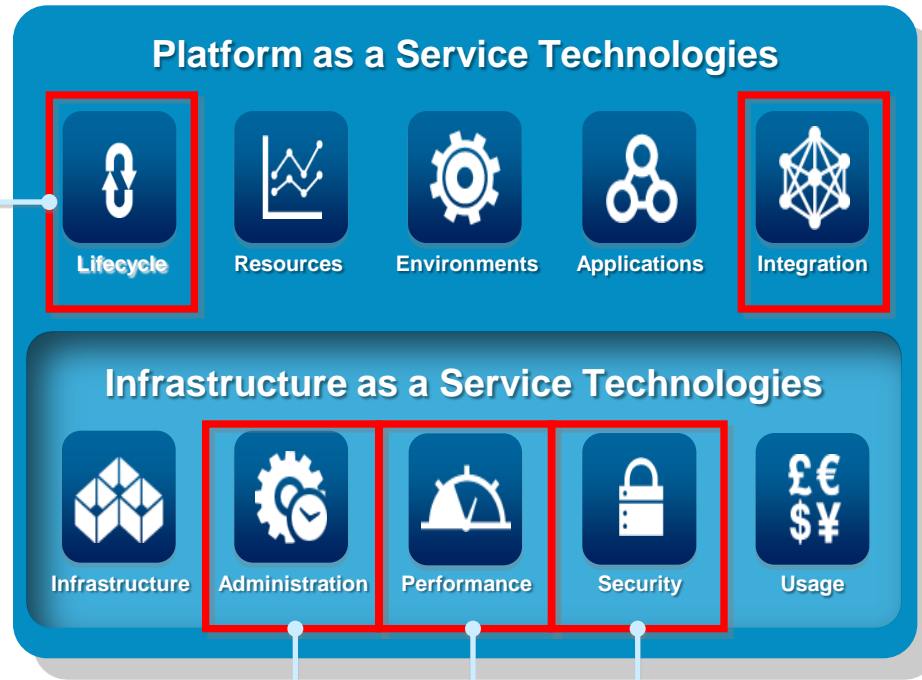 Platform as a Service Technologies
Lifecycle Resources Environments Applications Integration
Infrastructure as a Service Technologies
£€
$¥
Infrastructure Administration Performance Security Usage